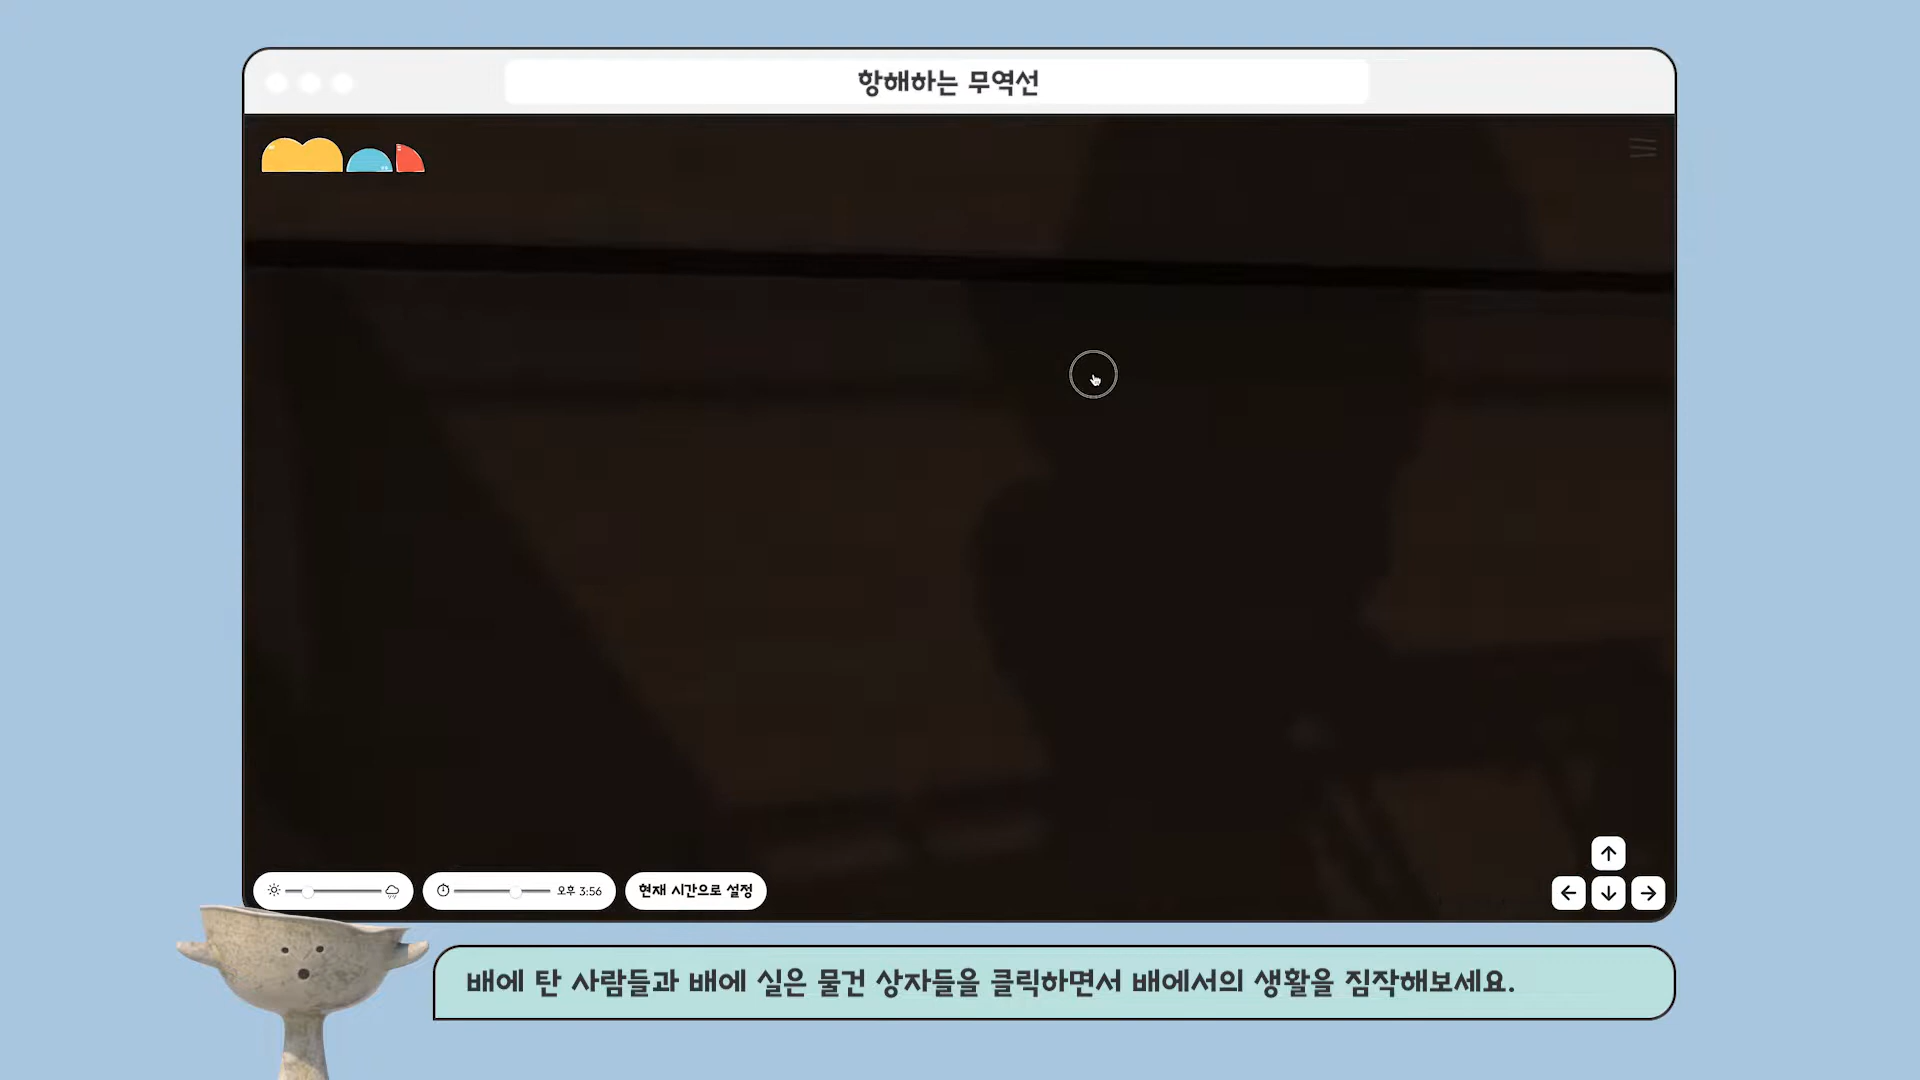 항해하는 무역선
오후 3:56
현재 시간으로 설정
배에 탄 사람들과 배에 실은 물건 상자들을 클릭하면서 배에서의 생활을 짐작해보세요.